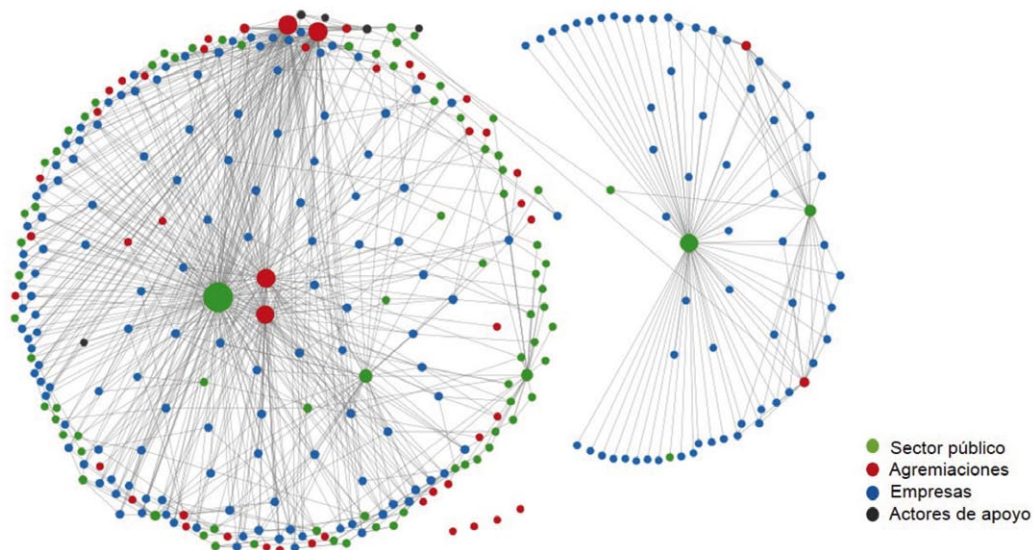 Sector público
Agremiaciones
Empresas
Actores de apoyo